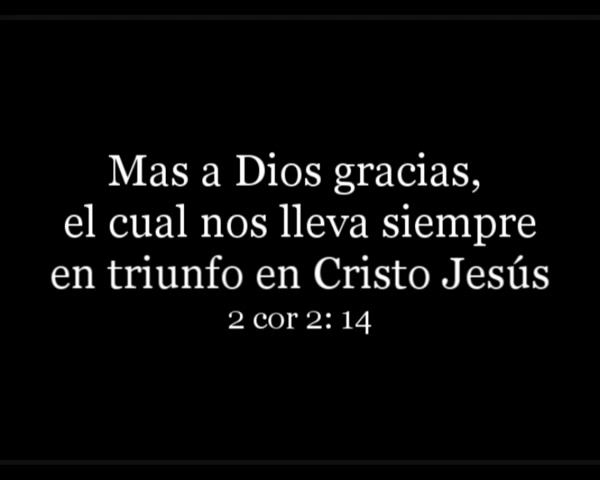 Mas a Dios gracias,
el cual nos lleva siempre
en triunfo en Cristo Jesús
2 cor 2: 14